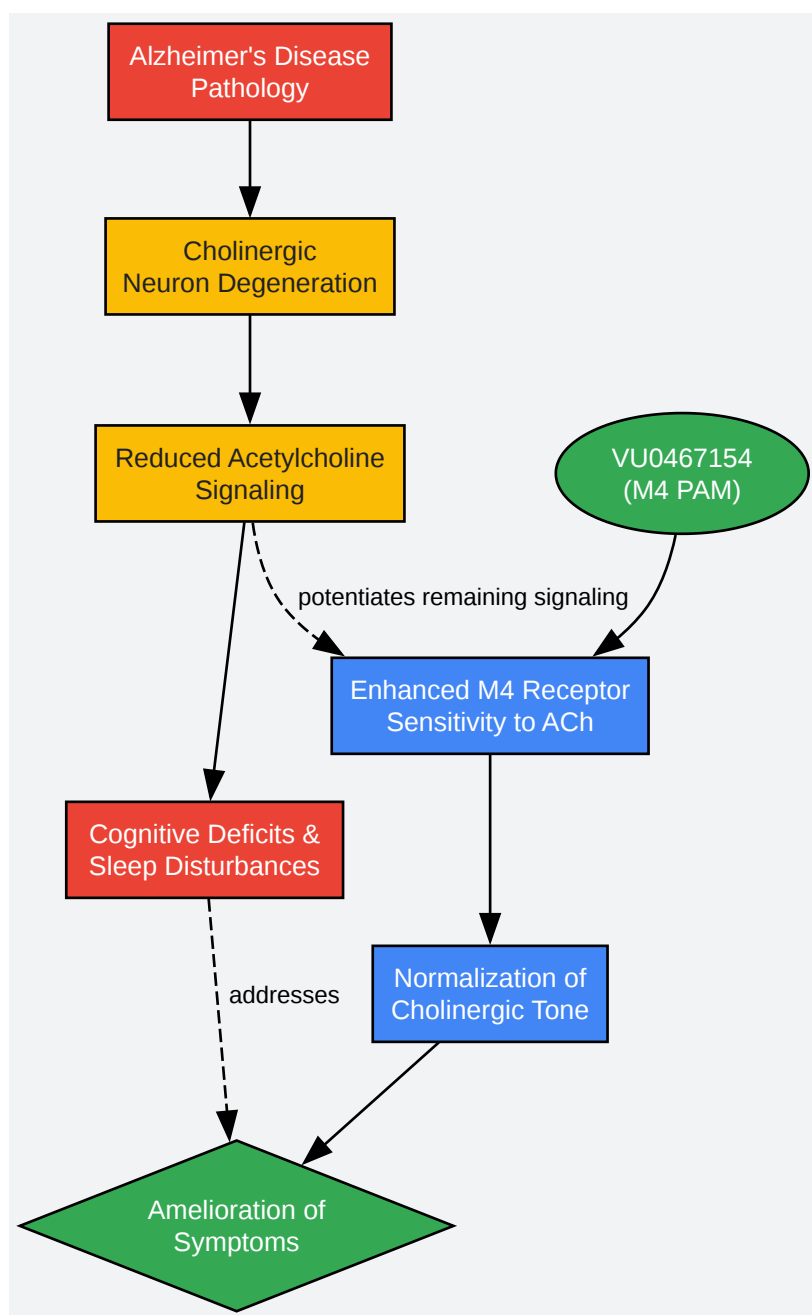 Alzheimer's Disease
Pathology
Cholinergic
Neuron Degeneration
Reduced Acetylcholine
Signaling
VU0467154
(M4 PAM)
potentiates remaining signaling
Enhanced M4 Receptor
Sensitivity to ACh
Cognitive Deficits &
Sleep Disturbances
Normalization of
Cholinergic Tone
addresses
Amelioration of
Symptoms